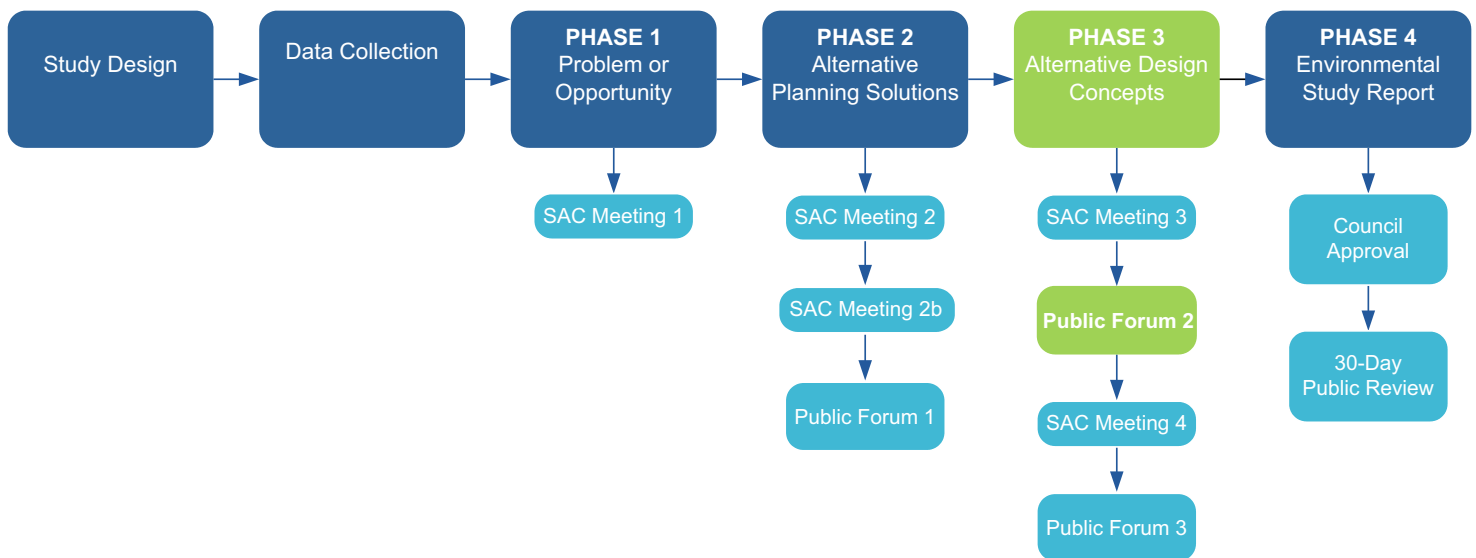 Study Design
Data Collection
PHASE 1
Problem or
Opportunity
PHASE 2
Alternative
Planning Solutions
PHASE 3
Alternative Design
Concepts
PHASE 4
Environmental
Study Report
SAC Meeting 1
SAC Meeting 2
SAC Meeting 2b
Public Forum 1
SAC Meeting 3
Public Forum 2
SAC Meeting 4
Public Forum 3
Council
Approval
30-Day
Public Review